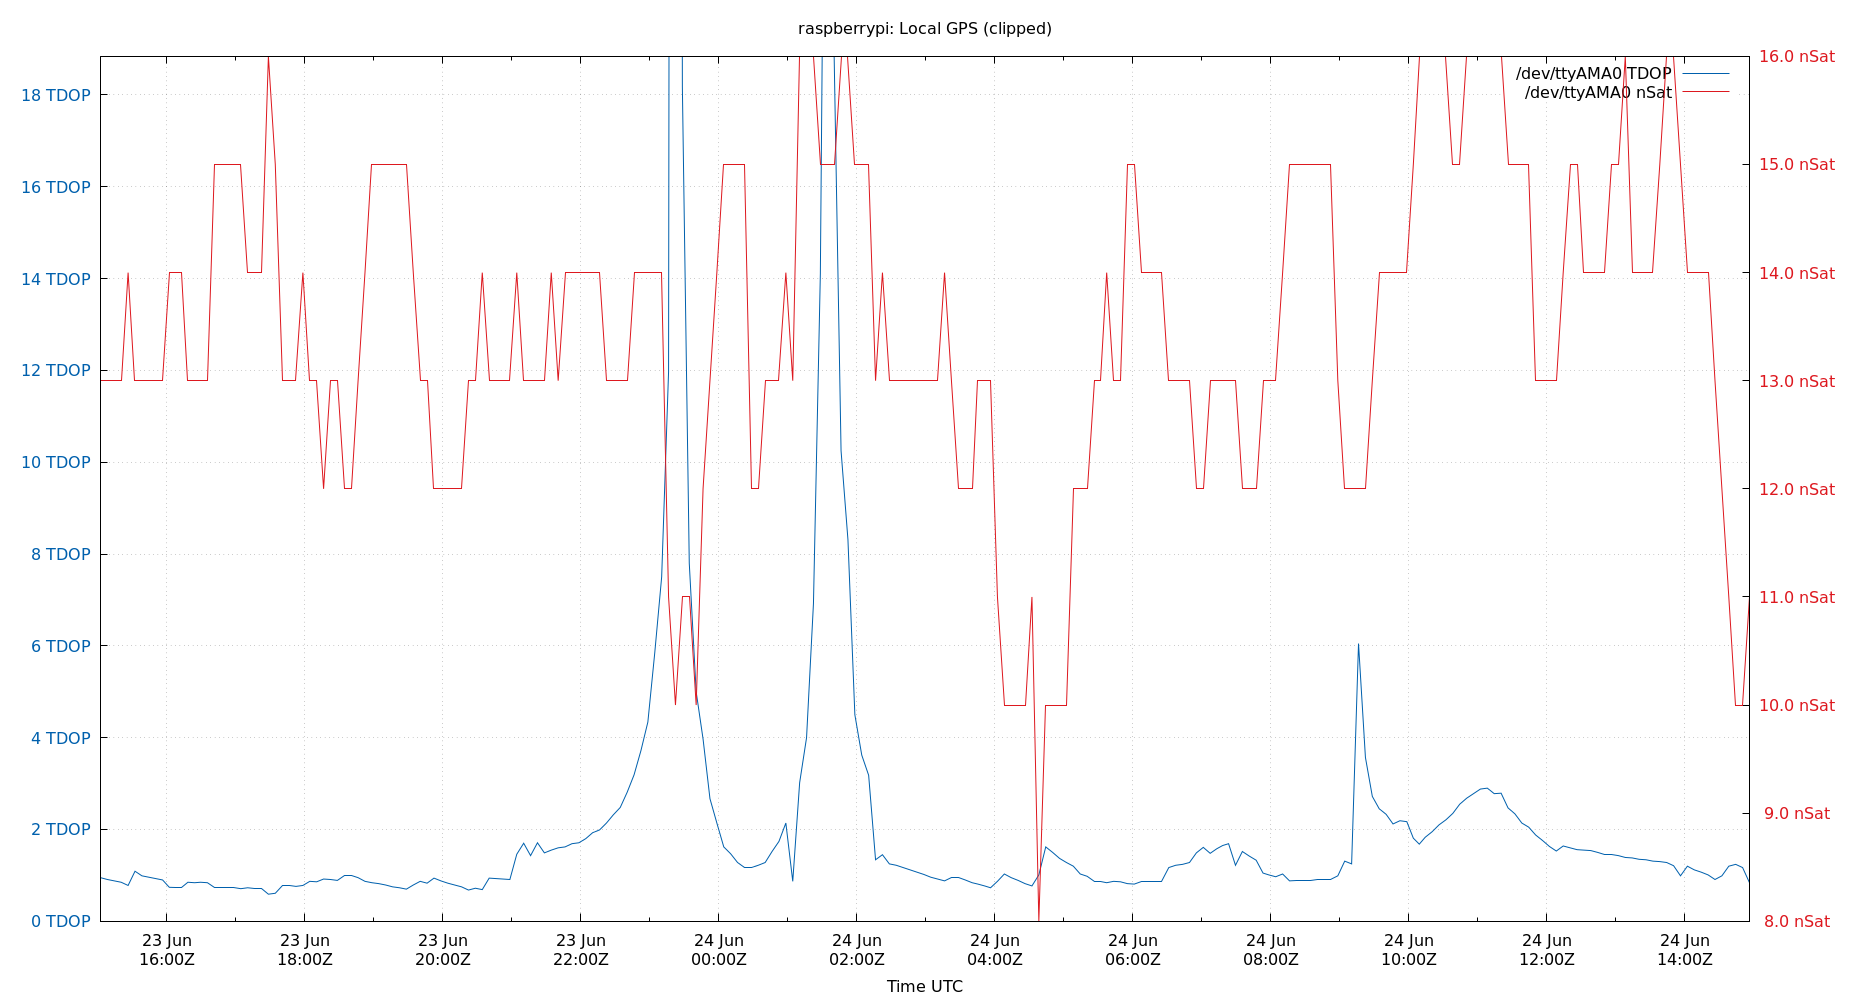 raspberrypi: Local GPS (clipped)
/dev/ttyAMA0 TDOP
/dev/ttyAMA0 nSat
18 TDOP
16 TDOP
14 TDOP
12 TDOP
10 TDOP
8 TDOP
6 TDOP
4 TDOP
2 TDOP
0 TDOP
16.0 nSat
15.0 nSat
14.0 nSat
13.0 nSat
12.0 nSat
11.0 nSat
10.0 nSat
9.0 nSat
8.0 nSat
23 Jun
16:00Z
23 Jun
18:00Z
23 Jun
20:00Z
23 Jun
22:00Z
24 Jun
00:00Z
24 Jun
02:00Z
24 Jun
04:00Z
24 Jun
06:00Z
24 Jun
08:00Z
24 Jun
10:00Z
24 Jun
12:00Z
24 Jun
14:00Z
Time UTC